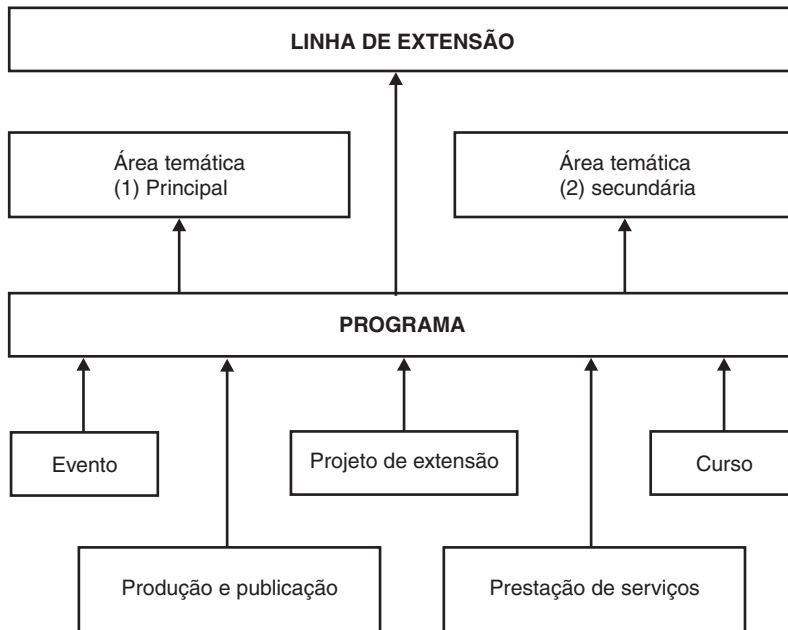 LINHA DE EXTENSÃO
Área temática
(1) Principal
Área temática
(2) secundária
PROGRAMA
Evento
Projeto de extensão
Curso
Produção e publicação
Prestação de serviços